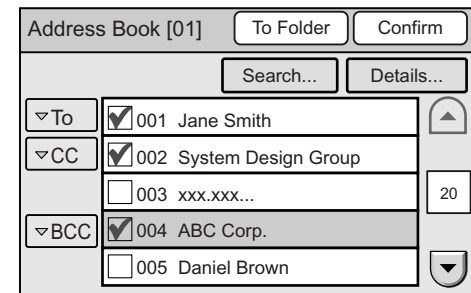 Address Book [01] To Folder Confirm
Search... Details...
To 001 Jane Smith
CC 002 System Design Group
003 xxx.xxx...
20
BCC 004 ABC Corp.
005 Daniel Brown